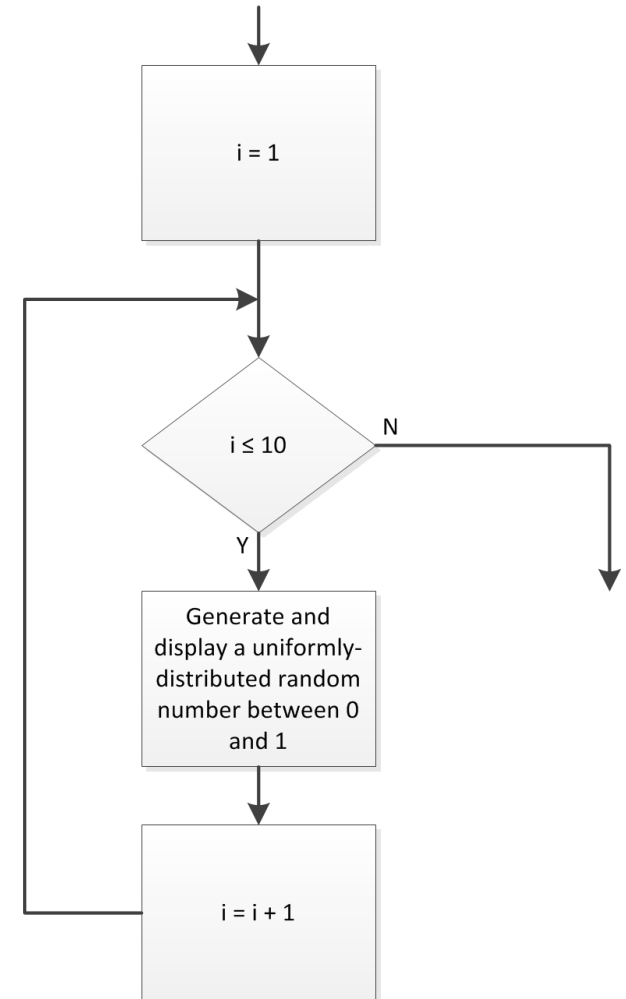 i = 1
i ≤ 10
N
Y
Generate and
display a uniformly-
distributed random
number between 0
and 1
i = i + 1